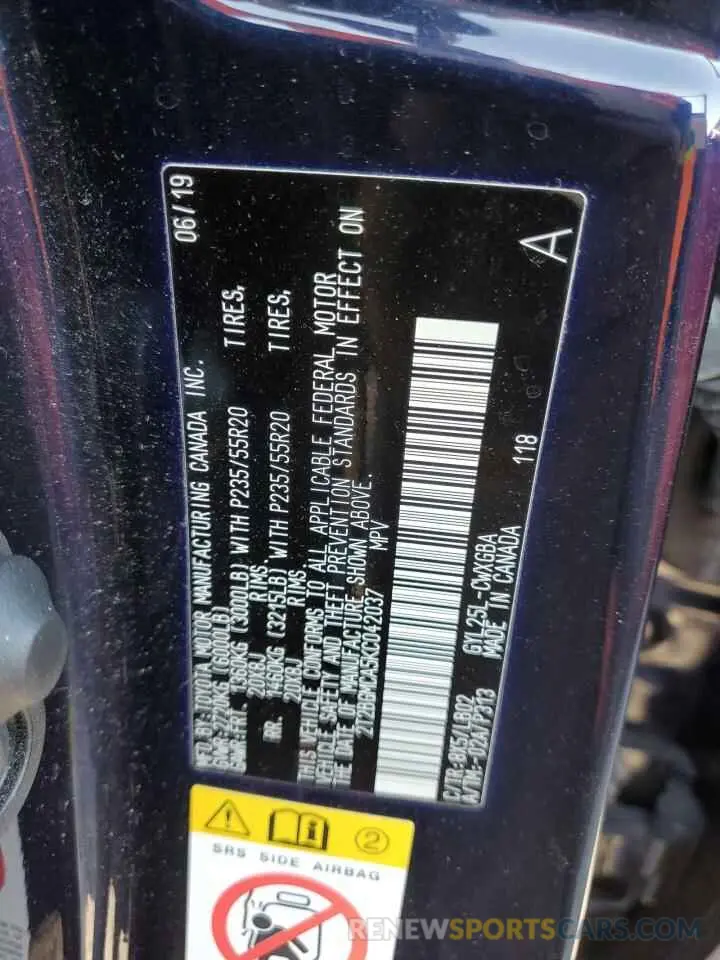 MFD.BY:TOYOTA MOTOR MANUFACTURING CANADA INC. 06/19
GVWR:2720KG (6000LB)
GAWR:FRT. 1360KG (3000LB) WITH P235/55R20 TIRES,
20X8J RIMS,
RR. 1460KG (3215LB) WITH P235/55R20 TIRES,
20X8J RIMS
THIS VEHICLE CONFORMS TO ALL APPLICABLE FEDERAL MOTOR
VEHICLE SAFETY AND THEFT PREVENTION STANDARDS IN EFFECT ON
THE DATE OF MANUFACTURE SHOWN ABOVE.
MPV
C/TR: LB02
A/TM: GYL25L-CWXGBA 118 A
MADE IN CANADA
2
SRS SIDE AIRBAG
RENEWSPORTSCARS.COM